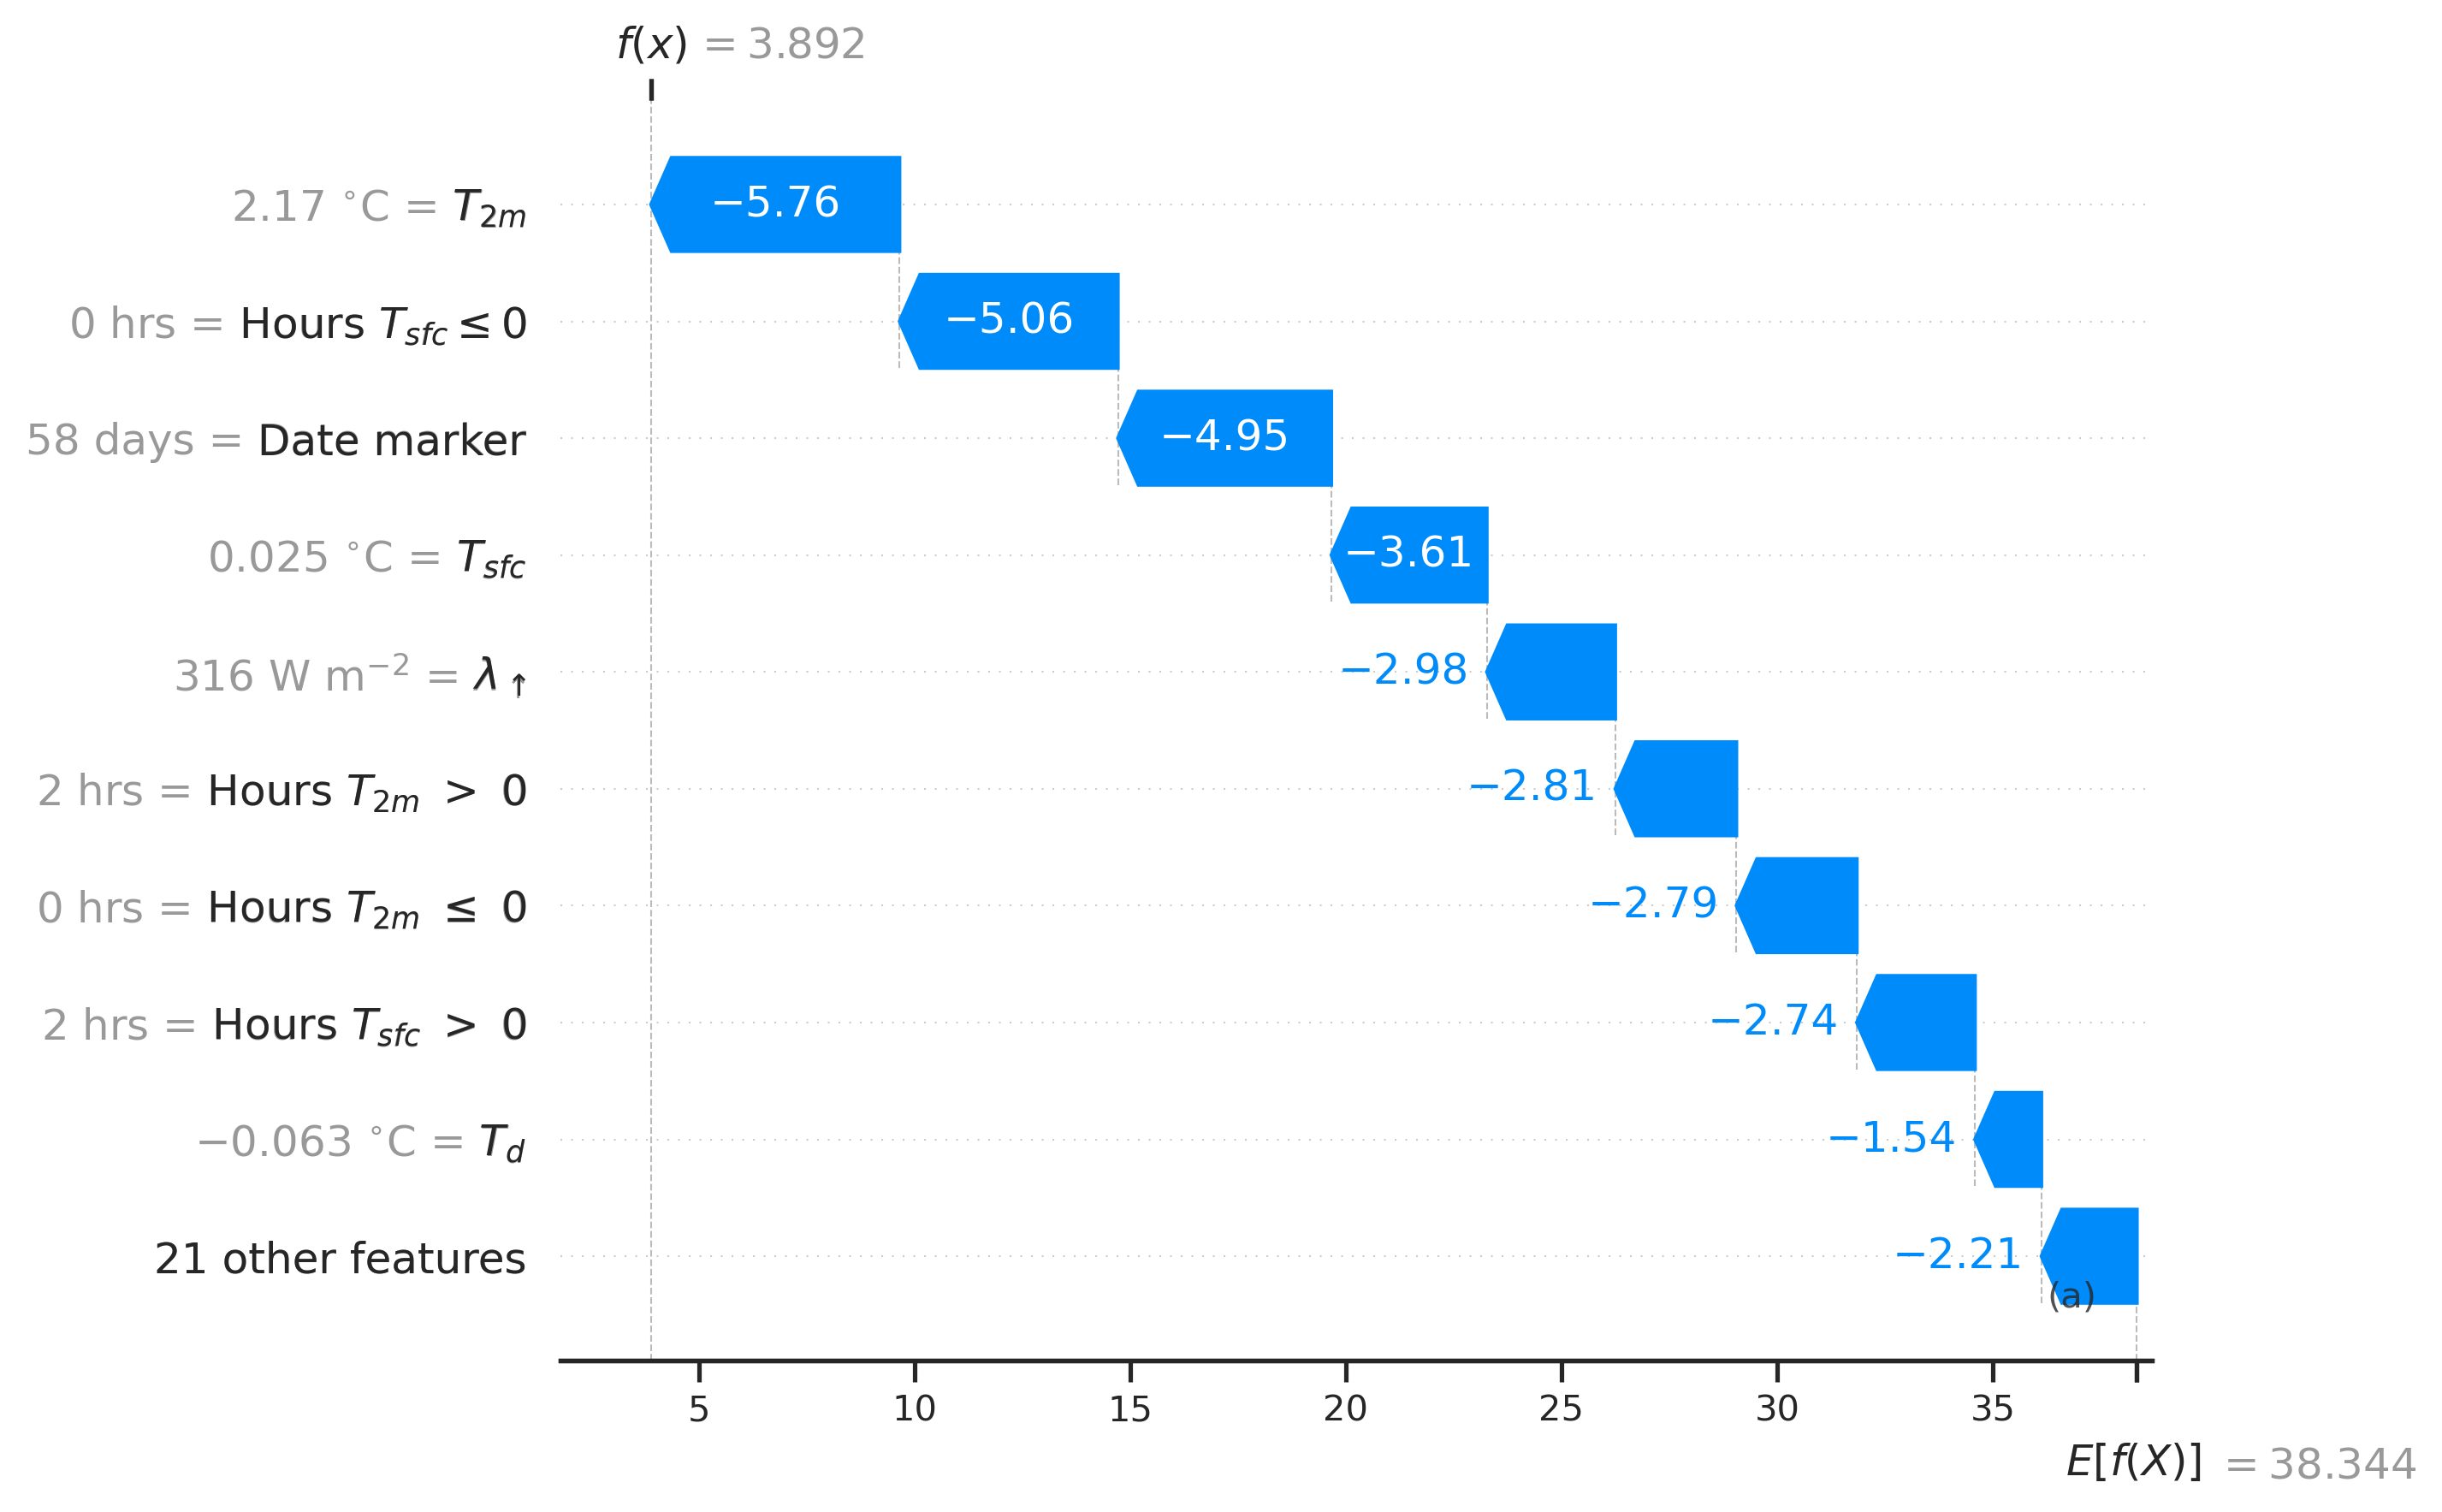 f(x) = 3.892
2.17 °C = T2m −5.76
0 hrs = Hours Tsfc ≤ 0 −5.06
58 days = Date marker −4.95
0.025 °C = Tsfc −3.61
316 W m⁻² = λ↑ −2.98
2 hrs = Hours T2m > 0 −2.81
0 hrs = Hours T2m ≤ 0 −2.79
2 hrs = Hours Tsfc > 0 −2.74
−0.063 °C = Td −1.54
21 other features −2.21
(a)
5 10 15 20 25 30 35
E[f(X)] = 38.344